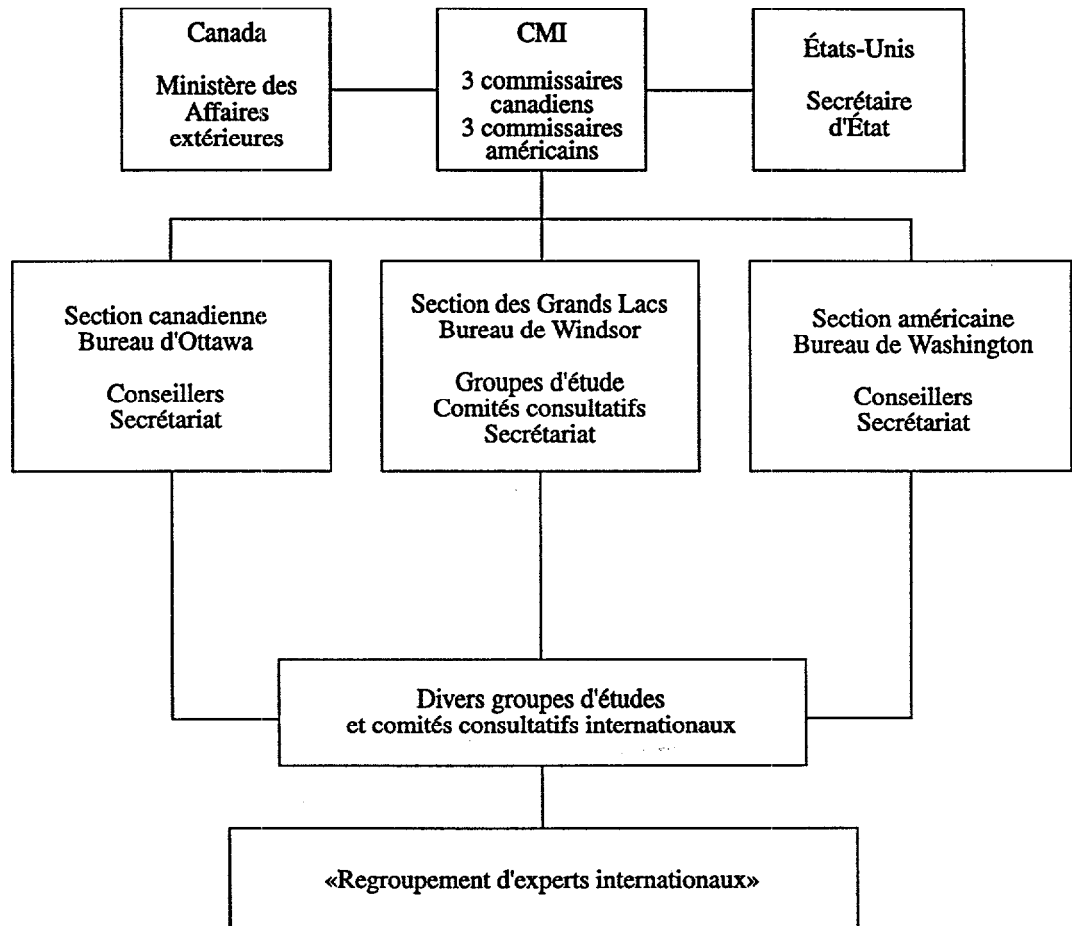 Canada
Ministère des
Affaires
extérieures
CMI
3 commissaires
canadiens
3 commissaires
américains
États-Unis
Secrétaire
d'État
Section canadienne
Bureau d'Ottawa
Conseillers
Secrétariat
Section des Grands Lacs
Bureau de Windsor
Groupes d'étude
Comités consultatifs
Secrétariat
Section américaine
Bureau de Washington
Conseillers
Secrétariat
Divers groupes d'études
et comités consultatifs internationaux
«Regroupement d'experts internationaux»